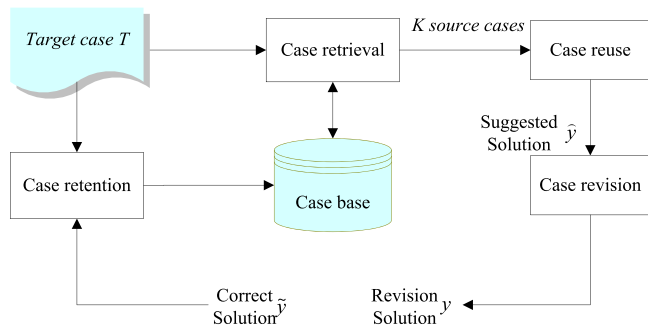 Target case T
Case retrieval
K source cases
Case reuse
Suggested
Solution ŷ
Case retention
Case base
Case revision
Correct
Solution ỹ
Revision
Solution y